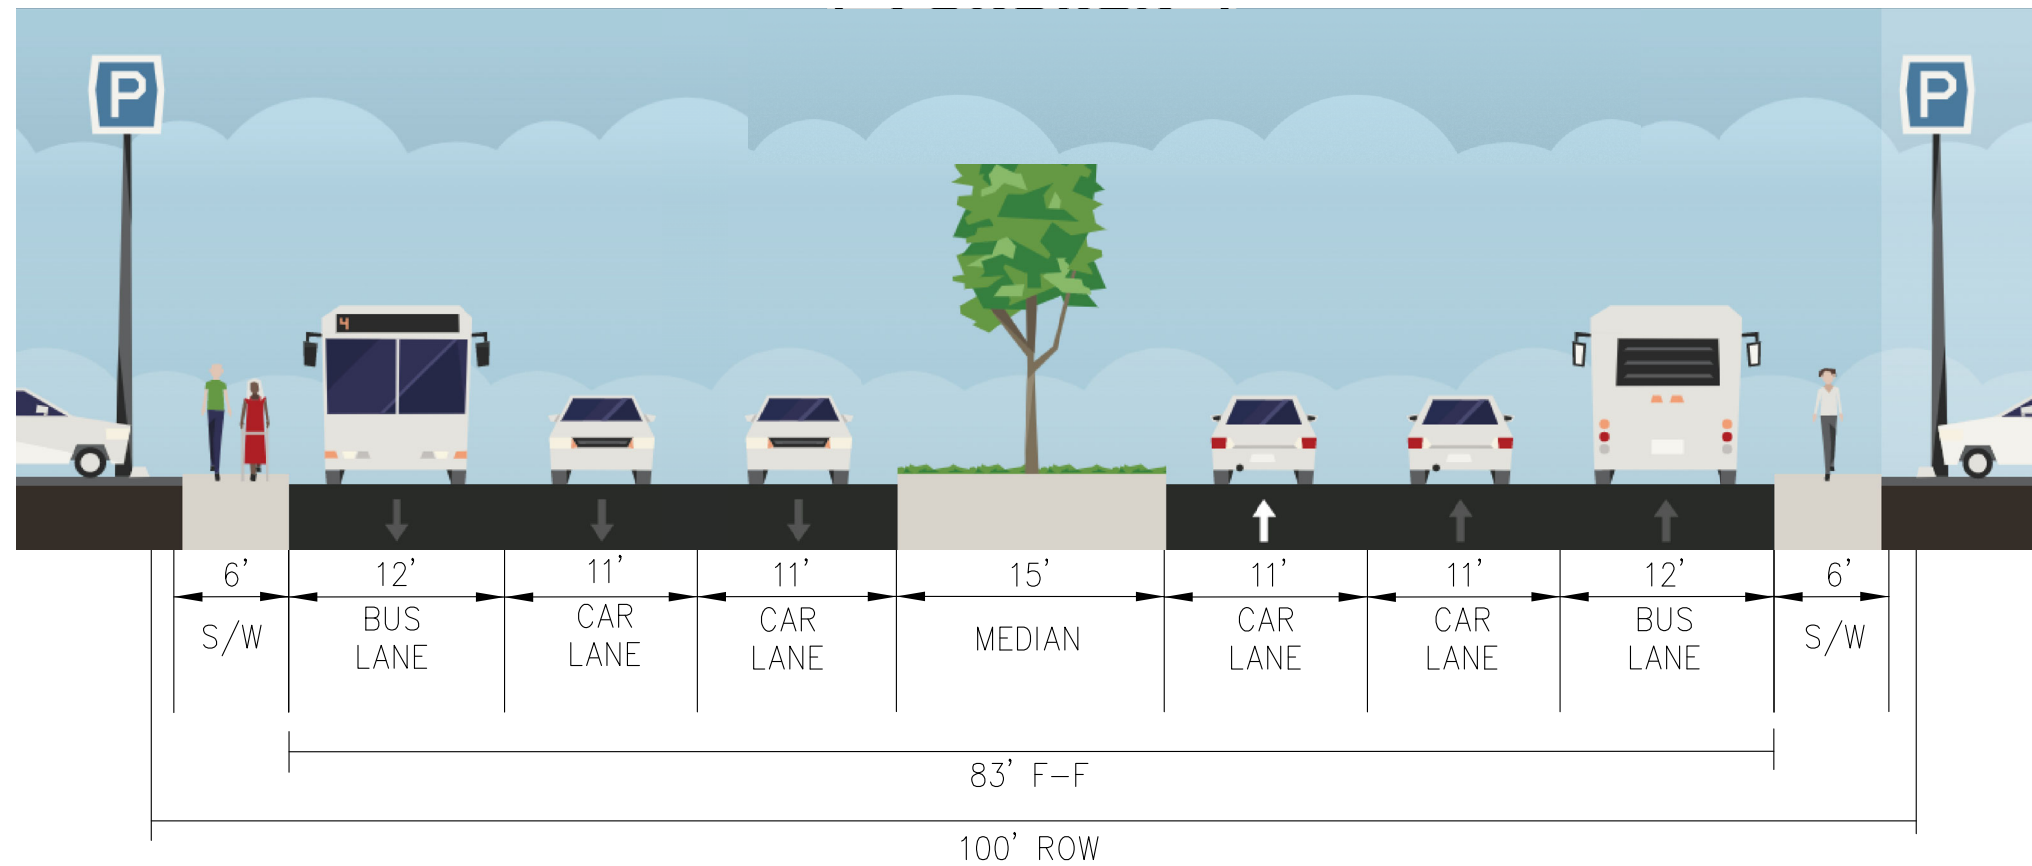 P
P
4
6' 12' 11' 11' 15' 11' 11' 12' 6'
S/W BUS LANE CAR LANE CAR LANE MEDIAN CAR LANE CAR LANE BUS LANE S/W
83' F-F
100' ROW